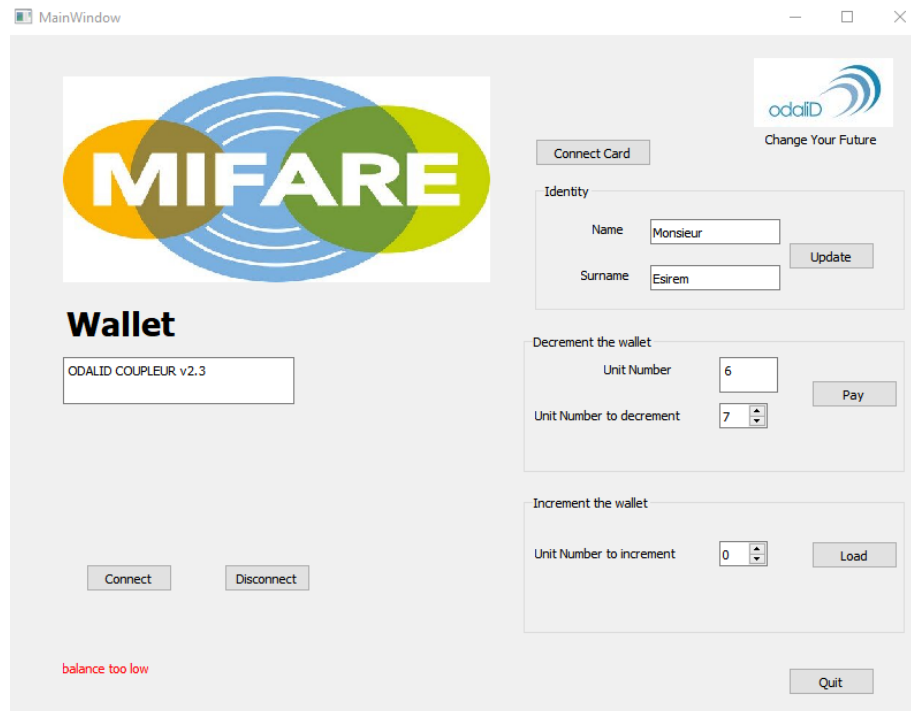 MainWindow
MIFARE
odaliD
Change Your Future
Connect Card
Identity
Name
Monsieur
Surname
Esirem
Update
Wallet
ODALID COUPLEUR v2.3
Decrement the wallet
Unit Number
6
Unit Number to decrement
7
Pay
Increment the wallet
Unit Number to increment
0
Load
Connect
Disconnect
balance too low
Quit